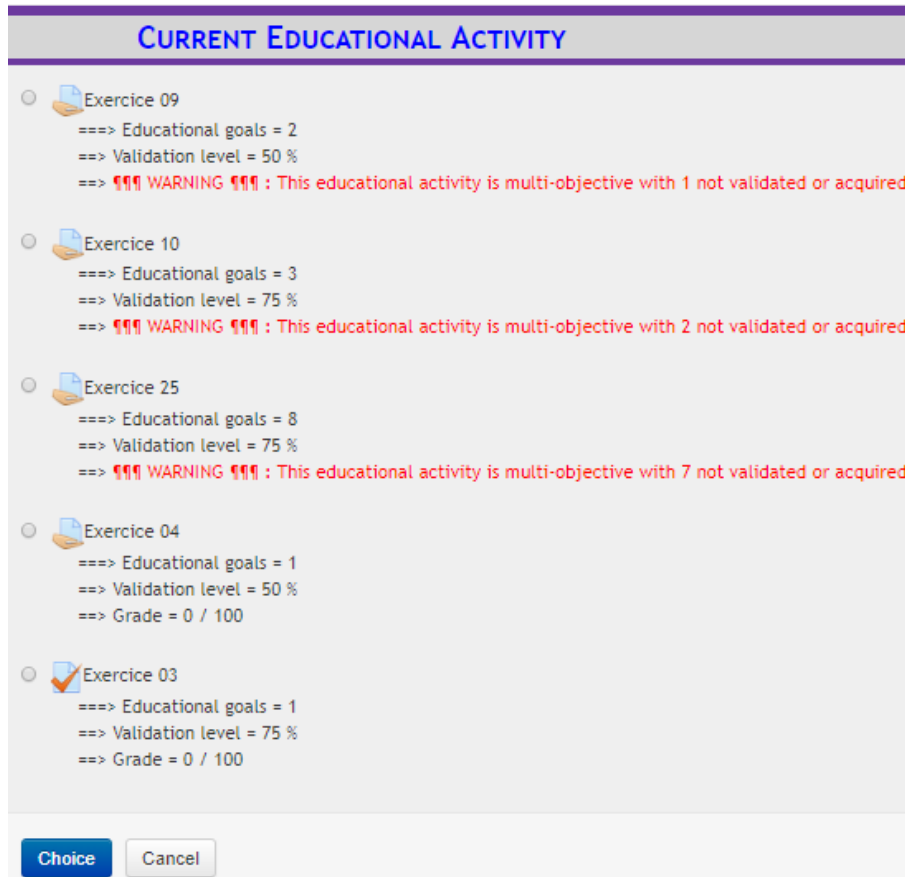 CURRENT EDUCATIONAL ACTIVITY
Exercice 09
===> Educational goals = 2
==> Validation level = 50 %
==> ¶¶¶ WARNING ¶¶¶ : This educational activity is multi-objective with 1 not validated or acquired
Exercice 10
===> Educational goals = 3
==> Validation level = 75 %
==> ¶¶¶ WARNING ¶¶¶ : This educational activity is multi-objective with 2 not validated or acquired
Exercice 25
===> Educational goals = 8
==> Validation level = 75 %
==> ¶¶¶ WARNING ¶¶¶ : This educational activity is multi-objective with 7 not validated or acquired
Exercice 04
===> Educational goals = 1
==> Validation level = 50 %
==> Grade = 0 / 100
Exercice 03
===> Educational goals = 1
==> Validation level = 75 %
==> Grade = 0 / 100
Choice Cancel